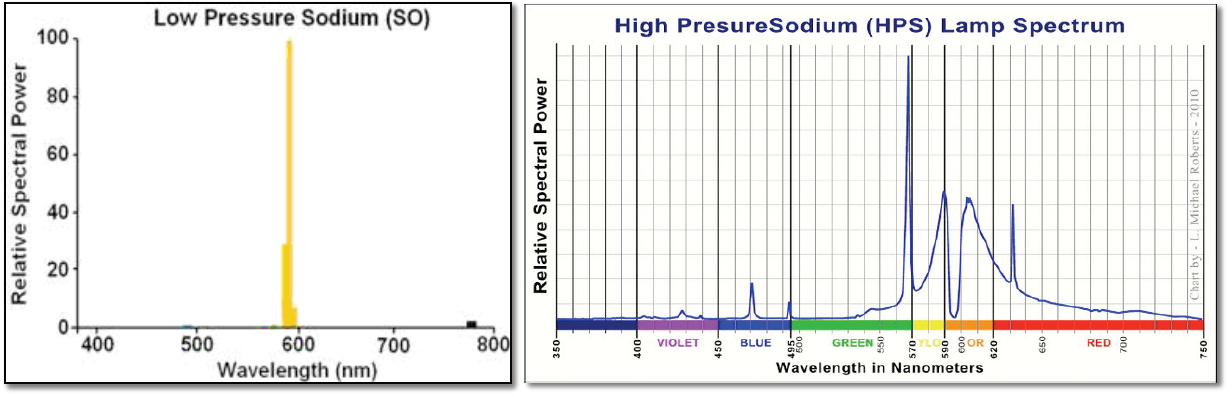 Low Pressure Sodium (SO)
Relative Spectral Power
100
80
60
40
20
0
400
500
600
700
800
Wavelength (nm)
High PresureSodium (HPS) Lamp Spectrum
Relative Spectral Power
Chart by - L. Michael Roberts - 2010
VIOLET
BLUE
GREEN
YLO
OR
RED
350
400
450
495
500
550
570
590
600
620
650
700
750
Wavelength in Nanometers